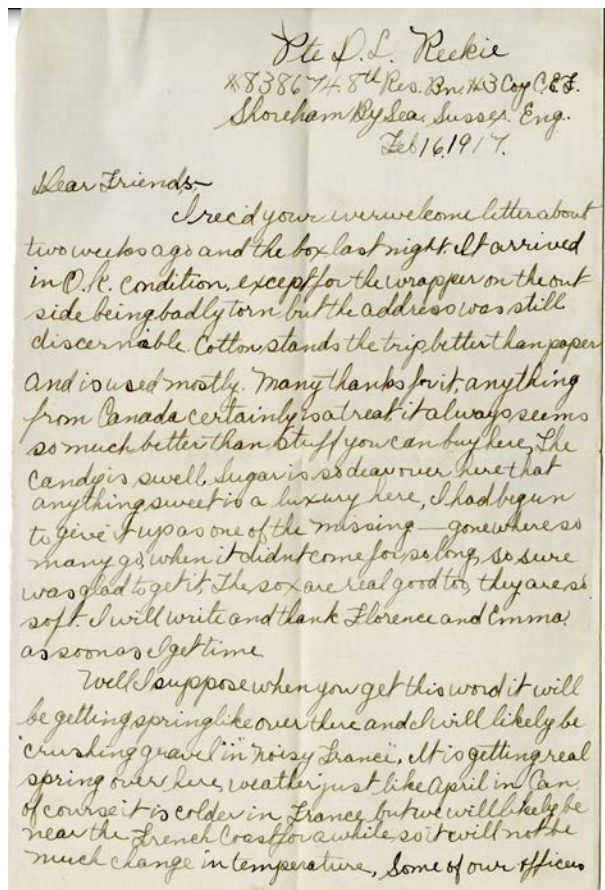 Pte D. L. Reekie
#838674. 8th Res. Bn. #3 Coy C.E.F.
Shoreham By Sea. Sussex. Eng.
Feb 16, 1917.
Dear Friends,—
I rec'd your ever welcome letter about
two weeks ago and the box last night. It arrived
in O.K. condition, except for the wrapper on the out
side being badly torn but the address was still
discernable. Cotton stands the trip better than paper
and is used mostly. Many thanks for it, anything
from Canada certainly is a treat, it always seems
so much better than stuff you can buy here, The
candy is swell, Sugar is so dear over here that
anything sweet is a luxury here, I had begun
to give it up as one of the missing — gone where so
many go, when it didnt come for so long, so sure
was glad to get it, The sox are real good too, they are so
soft. I will write and thank Florence and Emma.
as soon as I get time.
Well I suppose when you get this word it will
be getting spring like over there and I will likely be
"crushing gravel" in "noisy France", It is getting real
spring over here, weather just like April in Can.
of course it is colder in France, but we will likely be
near the French Coast for a while, so it will not be
much change in temperature, Some of our officers